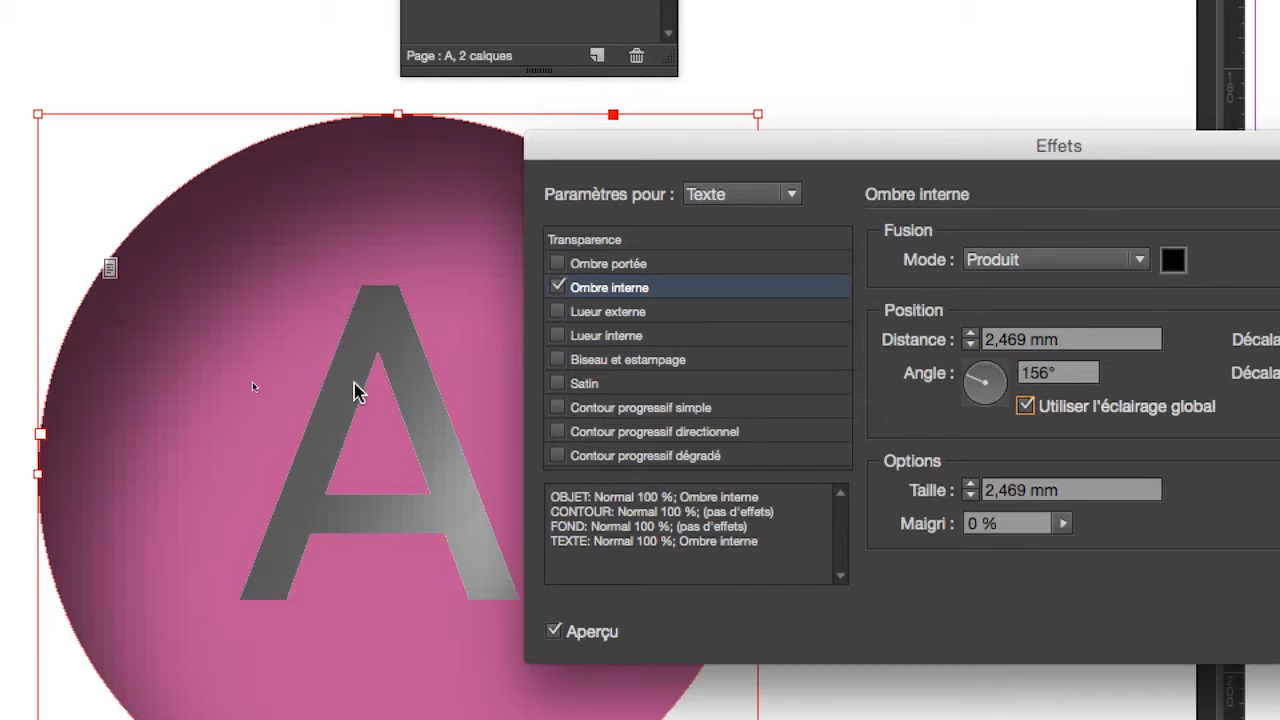 Page : A, 2 calques
Effets
Paramètres pour : Texte
Ombre interne
Transparence
Ombre portée
Ombre interne
Lueur externe
Lueur interne
Biseau et estampage
Satin
Contour progressif simple
Contour progressif directionnel
Contour progressif dégradé
OBJET: Normal 100 %; Ombre interne
CONTOUR: Normal 100 %; (pas d'effets)
FOND: Normal 100 %; (pas d'effets)
TEXTE: Normal 100 %; Ombre interne
Aperçu
Fusion
Mode : Produit
Position
Distance : 2,469 mm
Décala
Angle : 156°
Décala
Utiliser l'éclairage global
Options
Taille : 2,469 mm
Maigri : 0 %
A